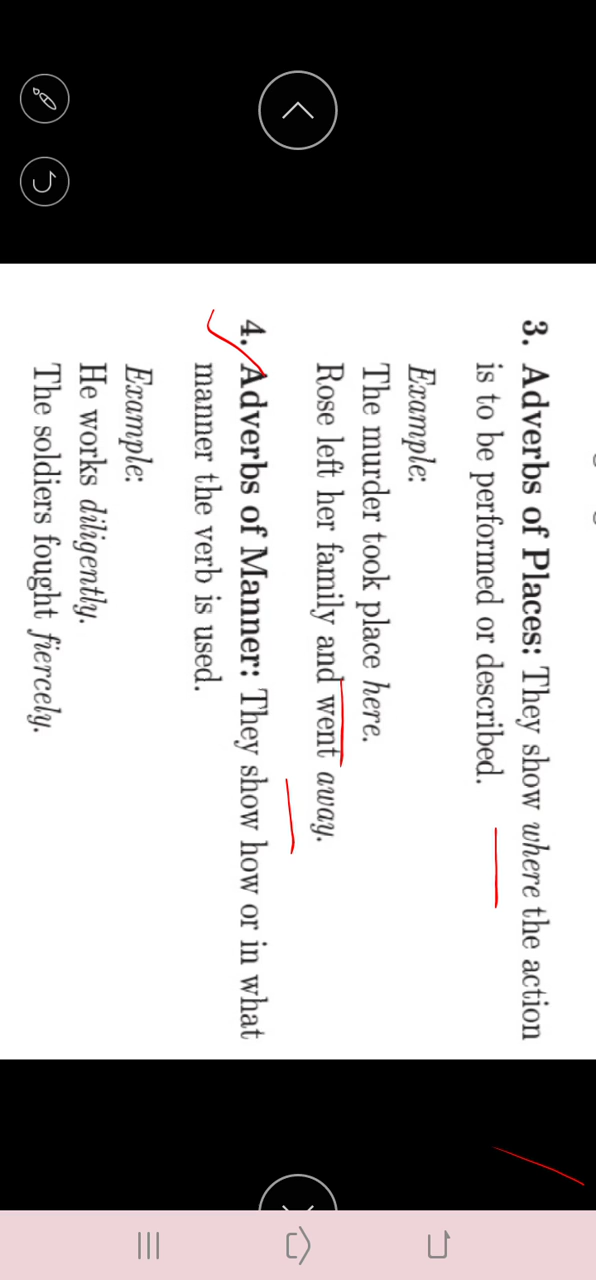 3. Adverbs of Places: They show where the action
is to be performed or described.
Example:
The murder took place here.
Rose left her family and went away.
4. Adverbs of Manner: They show how or in what
manner the verb is used.
Example:
He works diligently.
The soldiers fought fiercely.